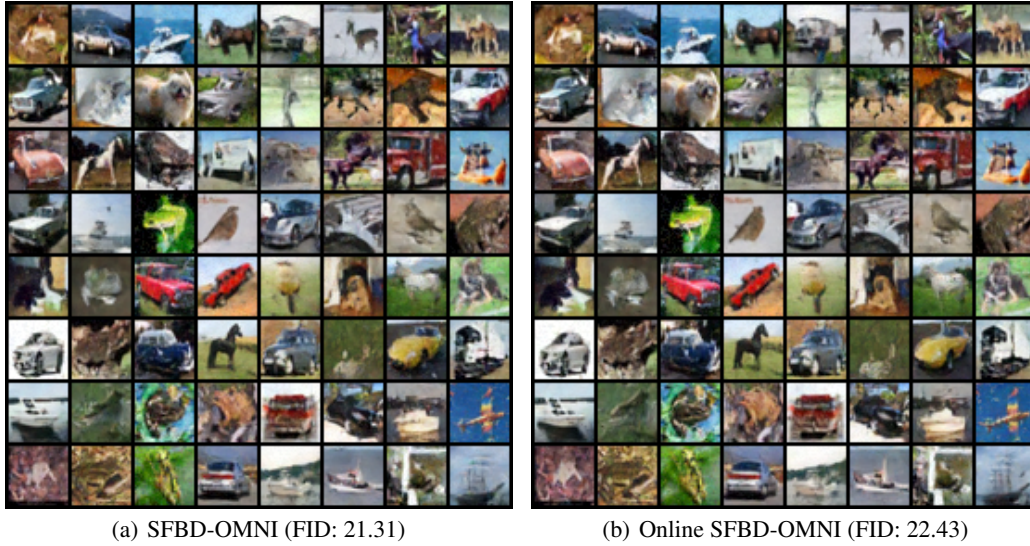 (a) SFBD-OMNI (FID: 21.31)
(b) Online SFBD-OMNI (FID: 22.43)